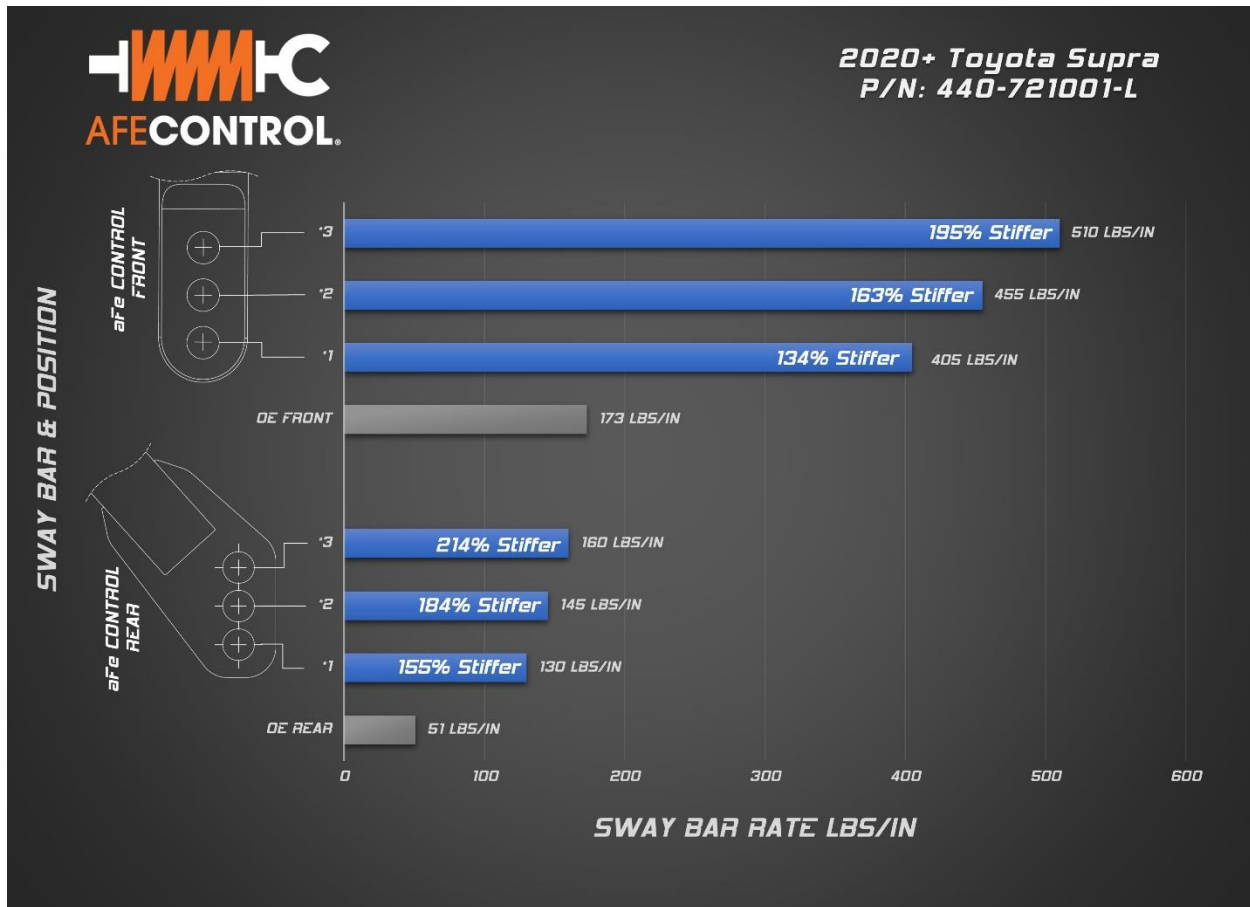 AFECONTROL.
2020+ Toyota Supra
P/N: 440-721001-L
SWAY BAR & POSITION
aFe CONTROL
FRONT
*3
195% Stiffer
510 LBS/IN
*2
163% Stiffer
455 LBS/IN
*1
134% Stiffer
405 LBS/IN
OE FRONT
173 LBS/IN
aFe CONTROL
REAR
*3
214% Stiffer
160 LBS/IN
*2
184% Stiffer
145 LBS/IN
*1
155% Stiffer
130 LBS/IN
OE REAR
51 LBS/IN
0 100 200 300 400 500 600
SWAY BAR RATE LBS/IN